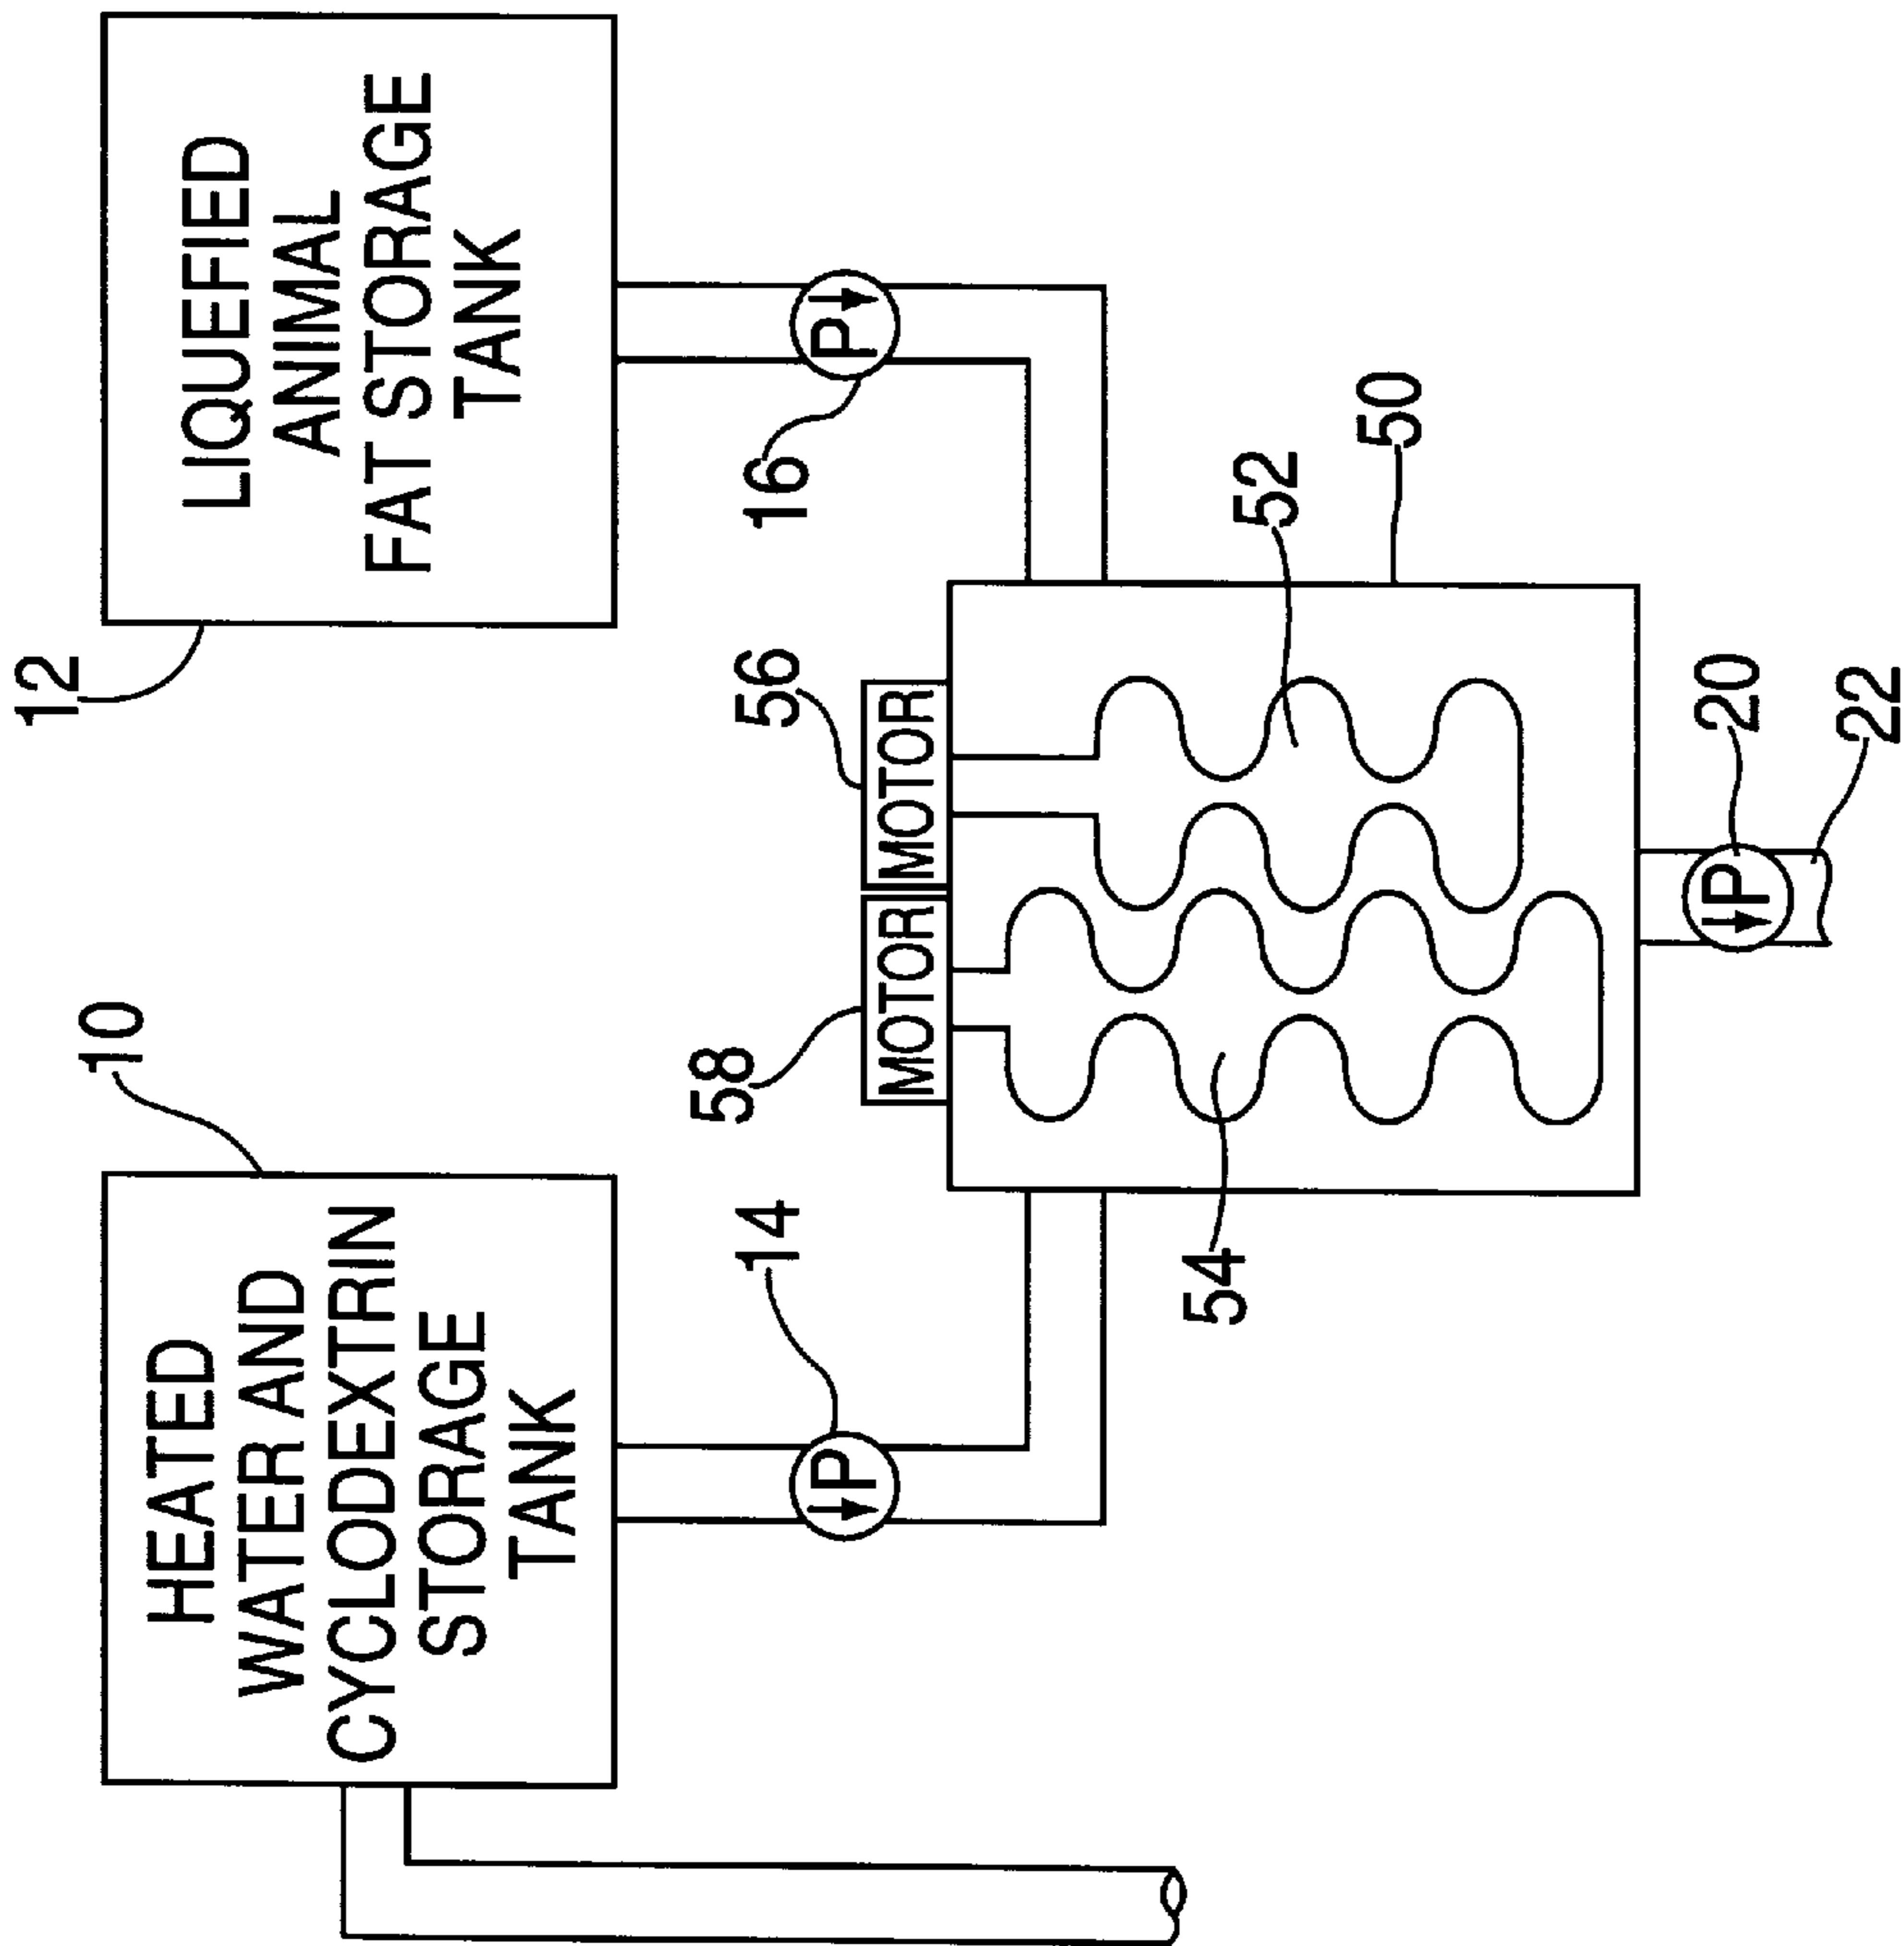 10
HEATED
WATER AND
CYCLODEXTRIN
STORAGE
TANK
12
LIQUEFIED
ANIMAL
FAT STORAGE
TANK
14
P
16
P
58
MOTOR
56
MOTOR
54
52
50
P
20
22